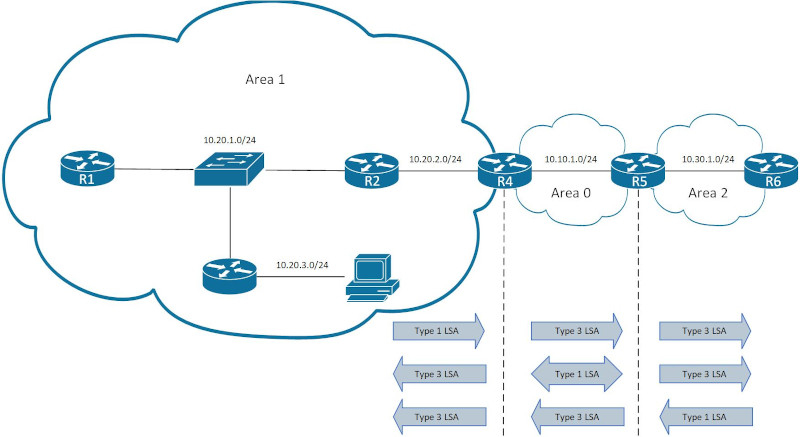 Area 1
10.20.1.0/24
R1
R2
10.20.2.0/24
R4
10.10.1.0/24
R5
10.30.1.0/24
R6
Area 0
Area 2
10.20.3.0/24
Type 1 LSA
Type 3 LSA
Type 3 LSA
Type 3 LSA
Type 1 LSA
Type 3 LSA
Type 3 LSA
Type 3 LSA
Type 1 LSA